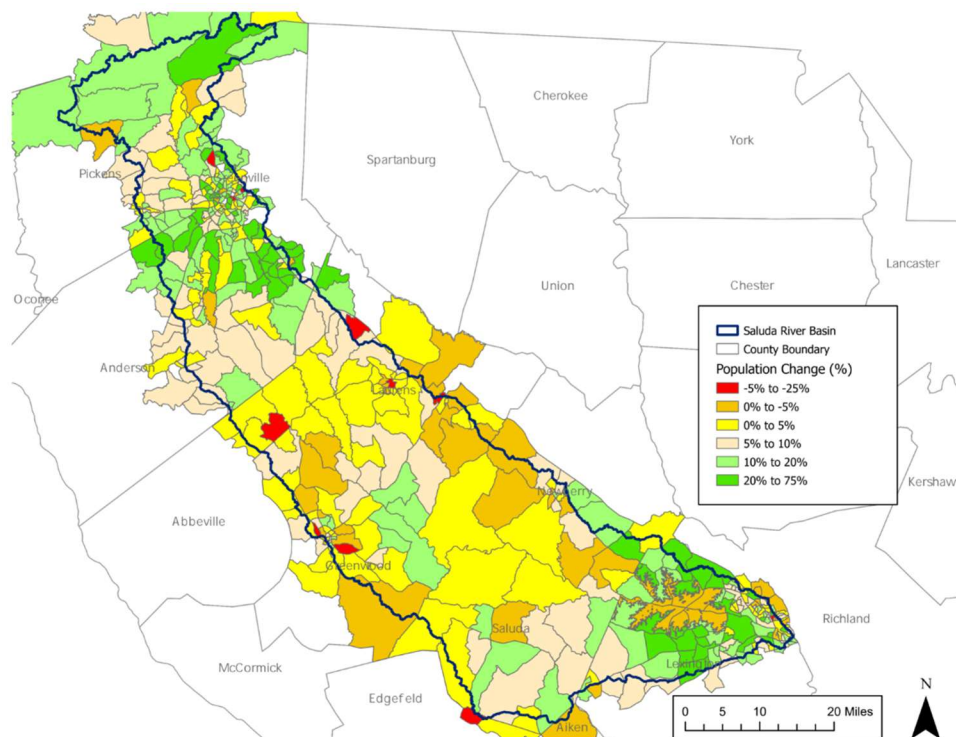 Cherokee
York
Spartanburg
Pickens
Lancaster
Union
Chester
Oconee
Saluda River Basin
County Boundary
Population Change (%)
-5% to -25%
0% to -5%
0% to 5%
5% to 10%
10% to 20%
20% to 75%
Anderson
Laurens
Kershaw
Newberry
Abbeville
Greenwood
Richland
Saluda
Lexington
McCormick
Edgefeld
Aiken
N
0 5 10 20 Miles